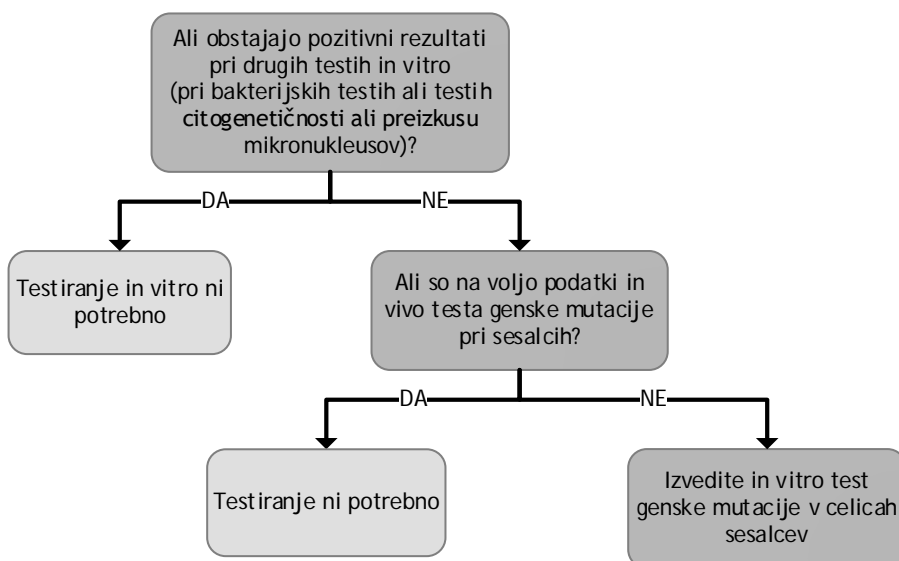 Ali obstajajo pozitivni rezultati
pri drugih testih in vitro
(pri bakterijskih testih ali testih
citogenetičnosti ali preizkusu
mikronukleusov)?
DA
NE
Testiranje in vitro ni
potrebno
Ali so na voljo podatki in
vivo testa genske mutacije
pri sesalcih?
DA
NE
Testiranje ni potrebno
Izvedite in vitro test
genske mutacije v celicah
sesalcev